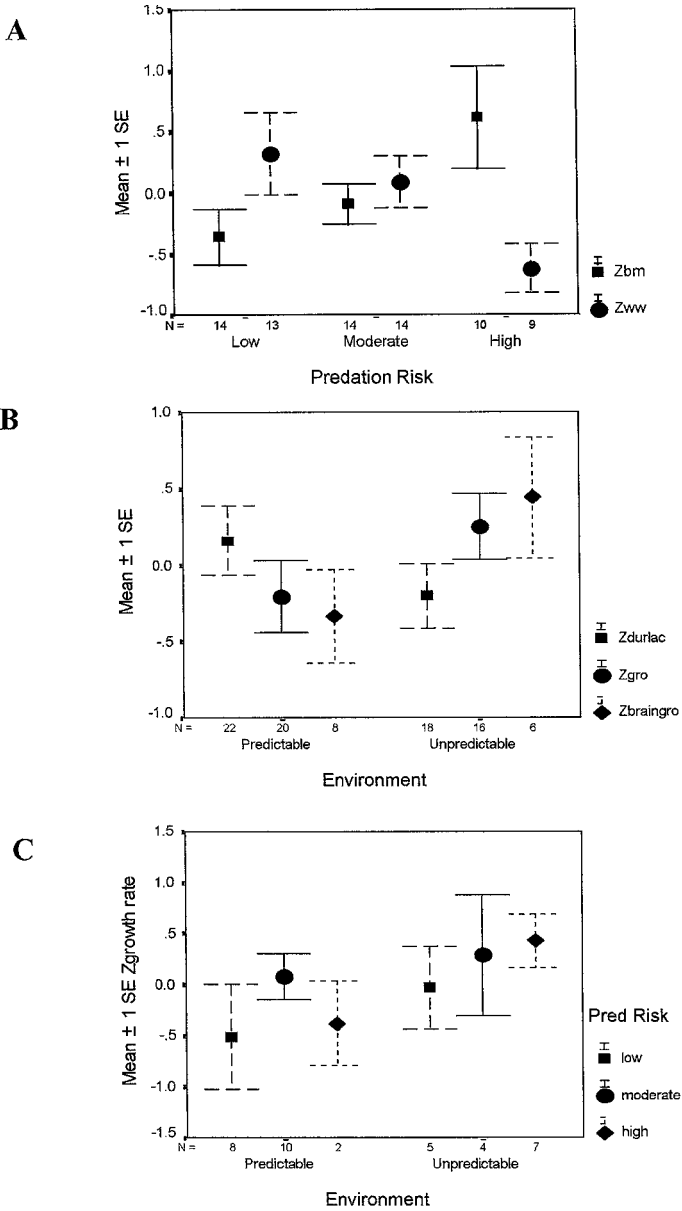 A
Mean ± 1 SE
1.5
1.0
.5
0.0
-.5
-1.0
N = 14 13 14 14 10 9
Low Moderate High
Predation Risk
Zbm
Zww
B
Mean ± 1 SE
1.0
.5
0.0
-.5
-1.0
N = 22 20 8 18 16 6
Predictable Unpredictable
Environment
Zdurlac
Zgro
Zbraingro
C
Mean ± 1 SE Zgrowth rate
1.5
1.0
.5
0.0
-.5
-1.0
-1.5
N = 8 10 2 5 4 7
Predictable Unpredictable
Environment
Pred Risk
low
moderate
high